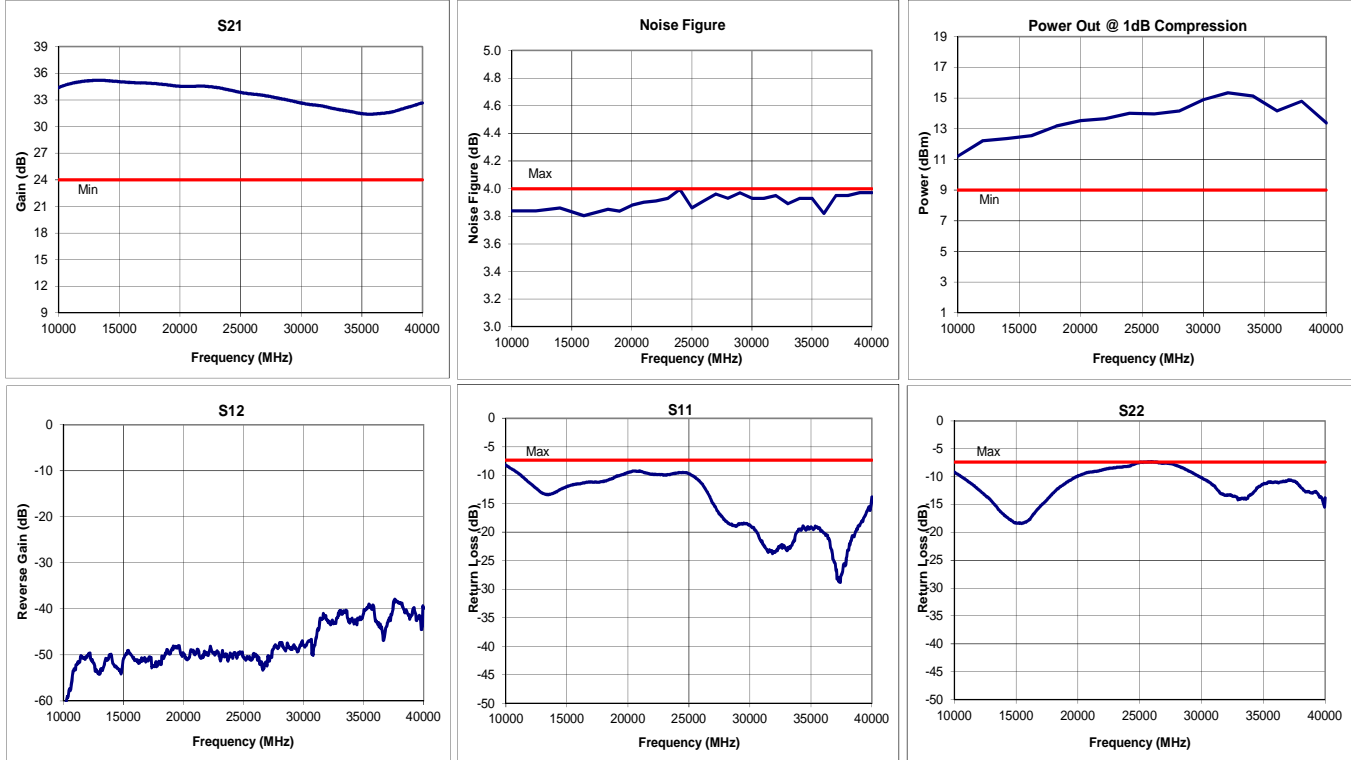 S21
39
36
33
30
27
24
21
18
15
12
9
Gain (dB)
Min
10000 15000 20000 25000 30000 35000 40000
Frequency (MHz)
Noise Figure
5.0
4.8
4.6
4.4
4.2
4.0
3.8
3.6
3.4
3.2
3.0
Noise Figure (dB)
Max
10000 15000 20000 25000 30000 35000 40000
Frequency (MHz)
Power Out @ 1dB Compression
19
17
15
13
11
9
7
5
3
1
Power (dBm)
Min
10000 15000 20000 25000 30000 35000 40000
Frequency (MHz)
S12
0
-10
-20
-30
-40
-50
-60
Reverse Gain (dB)
10000 15000 20000 25000 30000 35000 40000
Frequency (MHz)
S11
0
-5
-10
-15
-20
-25
-30
-35
-40
-45
-50
Return Loss (dB)
Max
10000 15000 20000 25000 30000 35000 40000
Frequency (MHz)
S22
0
-5
-10
-15
-20
-25
-30
-35
-40
-45
-50
Return Loss (dB)
Max
10000 15000 20000 25000 30000 35000 40000
Frequency (MHz)